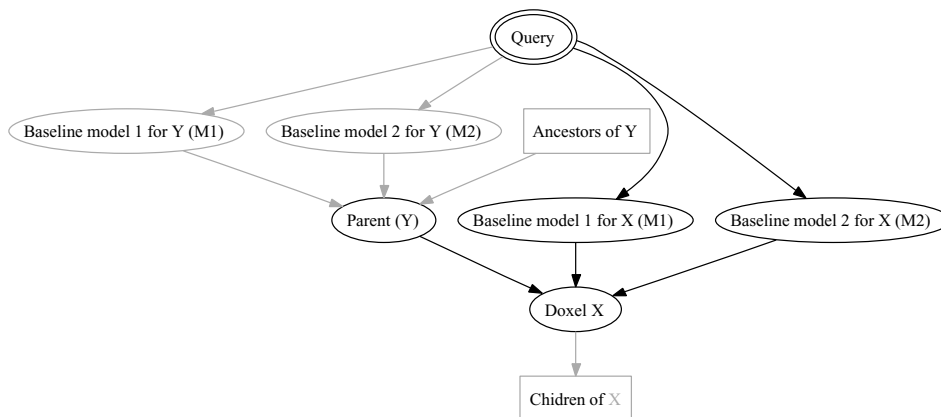 Query
Baseline model 1 for Y (M1)
Baseline model 2 for Y (M2)
Ancestors of Y
Parent (Y)
Baseline model 1 for X (M1)
Baseline model 2 for X (M2)
Doxel X
Chidren of X